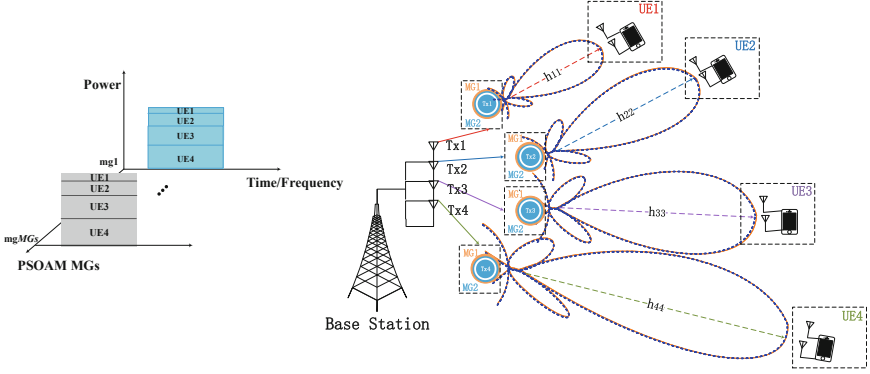 Power
UE1
UE2
UE3
UE4
mg1
Time/Frequency
UE1
UE2
UE3
UE4
mgMGs
PSOAM MGs
Tx1
Tx2
Tx3
Tx4
Base Station
MG1
Tx1
MG2
h11
UE1
MG1
Tx2
MG2
h22
UE2
MG1
Tx3
MG2
h33
UE3
MG1
Tx4
MG2
h44
UE4